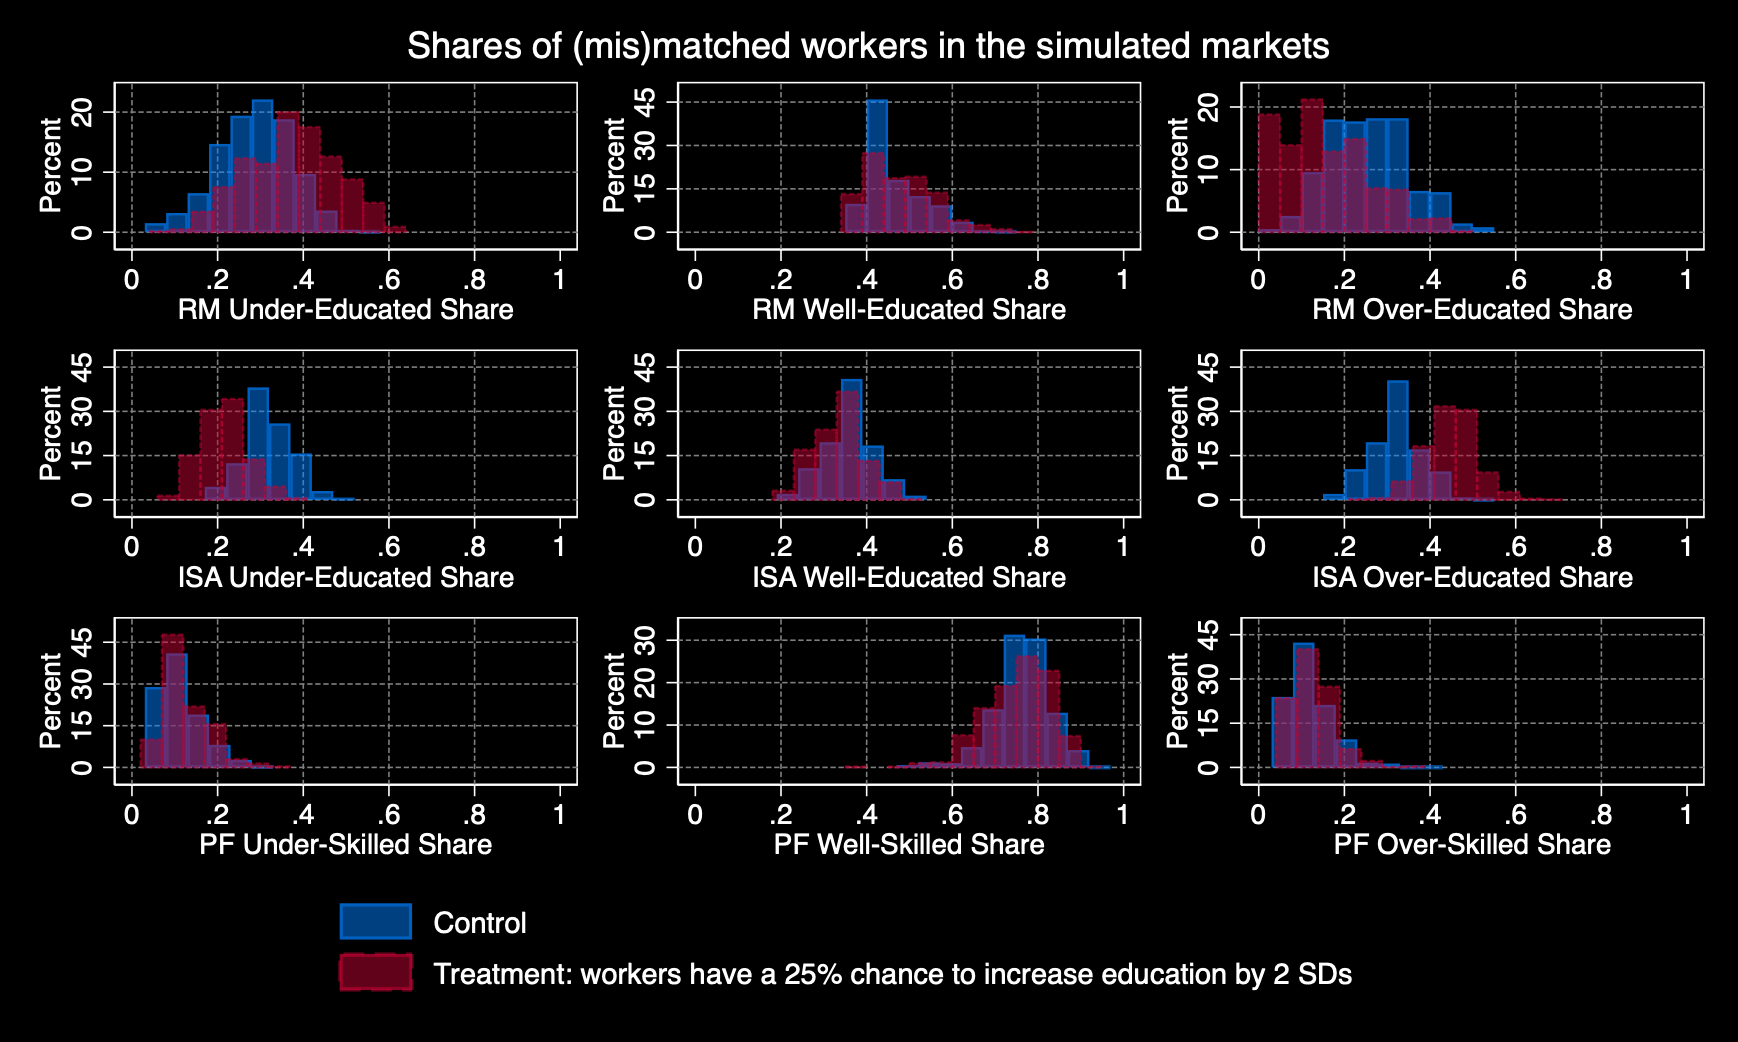 Shares of (mis)matched workers in the simulated markets
Percent
0 10 20
0 .2 .4 .6 .8 1
RM Under-Educated Share
Percent
0 15 30 45
0 .2 .4 .6 .8 1
RM Well-Educated Share
Percent
0 10 20
0 .2 .4 .6 .8 1
RM Over-Educated Share
Percent
0 15 30 45
0 .2 .4 .6 .8 1
ISA Under-Educated Share
Percent
0 15 30 45
0 .2 .4 .6 .8 1
ISA Well-Educated Share
Percent
0 15 30 45
0 .2 .4 .6 .8 1
ISA Over-Educated Share
Percent
0 15 30 45
0 .2 .4 .6 .8 1
PF Under-Skilled Share
Percent
0 10 20 30
0 .2 .4 .6 .8 1
PF Well-Skilled Share
Percent
0 15 30 45
0 .2 .4 .6 .8 1
PF Over-Skilled Share
Control
Treatment: workers have a 25% chance to increase education by 2 SDs